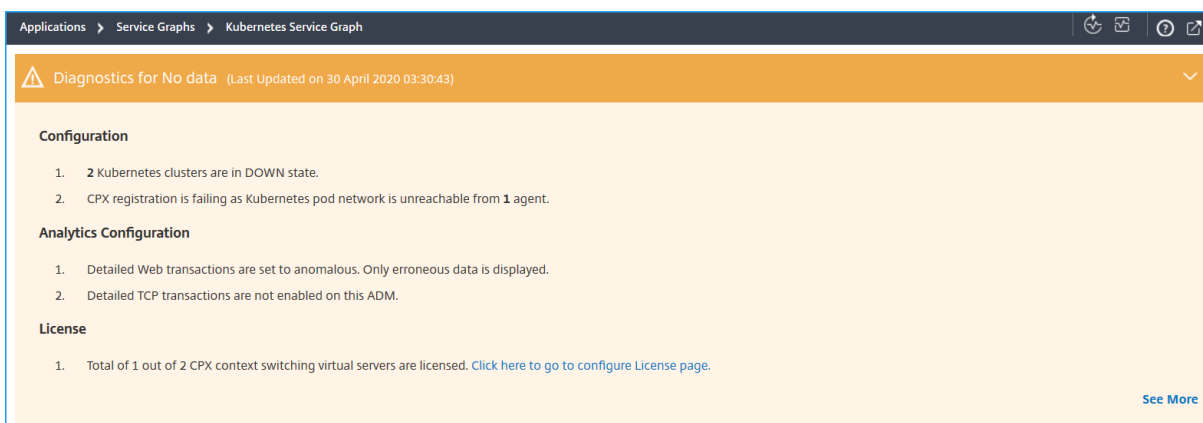 Applications > Service Graphs > Kubernetes Service Graph
Diagnostics for No data (Last Updated on 30 April 2020 03:30:43)
Configuration
1. 2 Kubernetes clusters are in DOWN state.
2. CPX registration is failing as Kubernetes pod network is unreachable from 1 agent.
Analytics Configuration
1. Detailed Web transactions are set to anomalous. Only erroneous data is displayed.
2. Detailed TCP transactions are not enabled on this ADM.
License
1. Total of 1 out of 2 CPX context switching virtual servers are licensed. Click here to go to configure License page.
See More